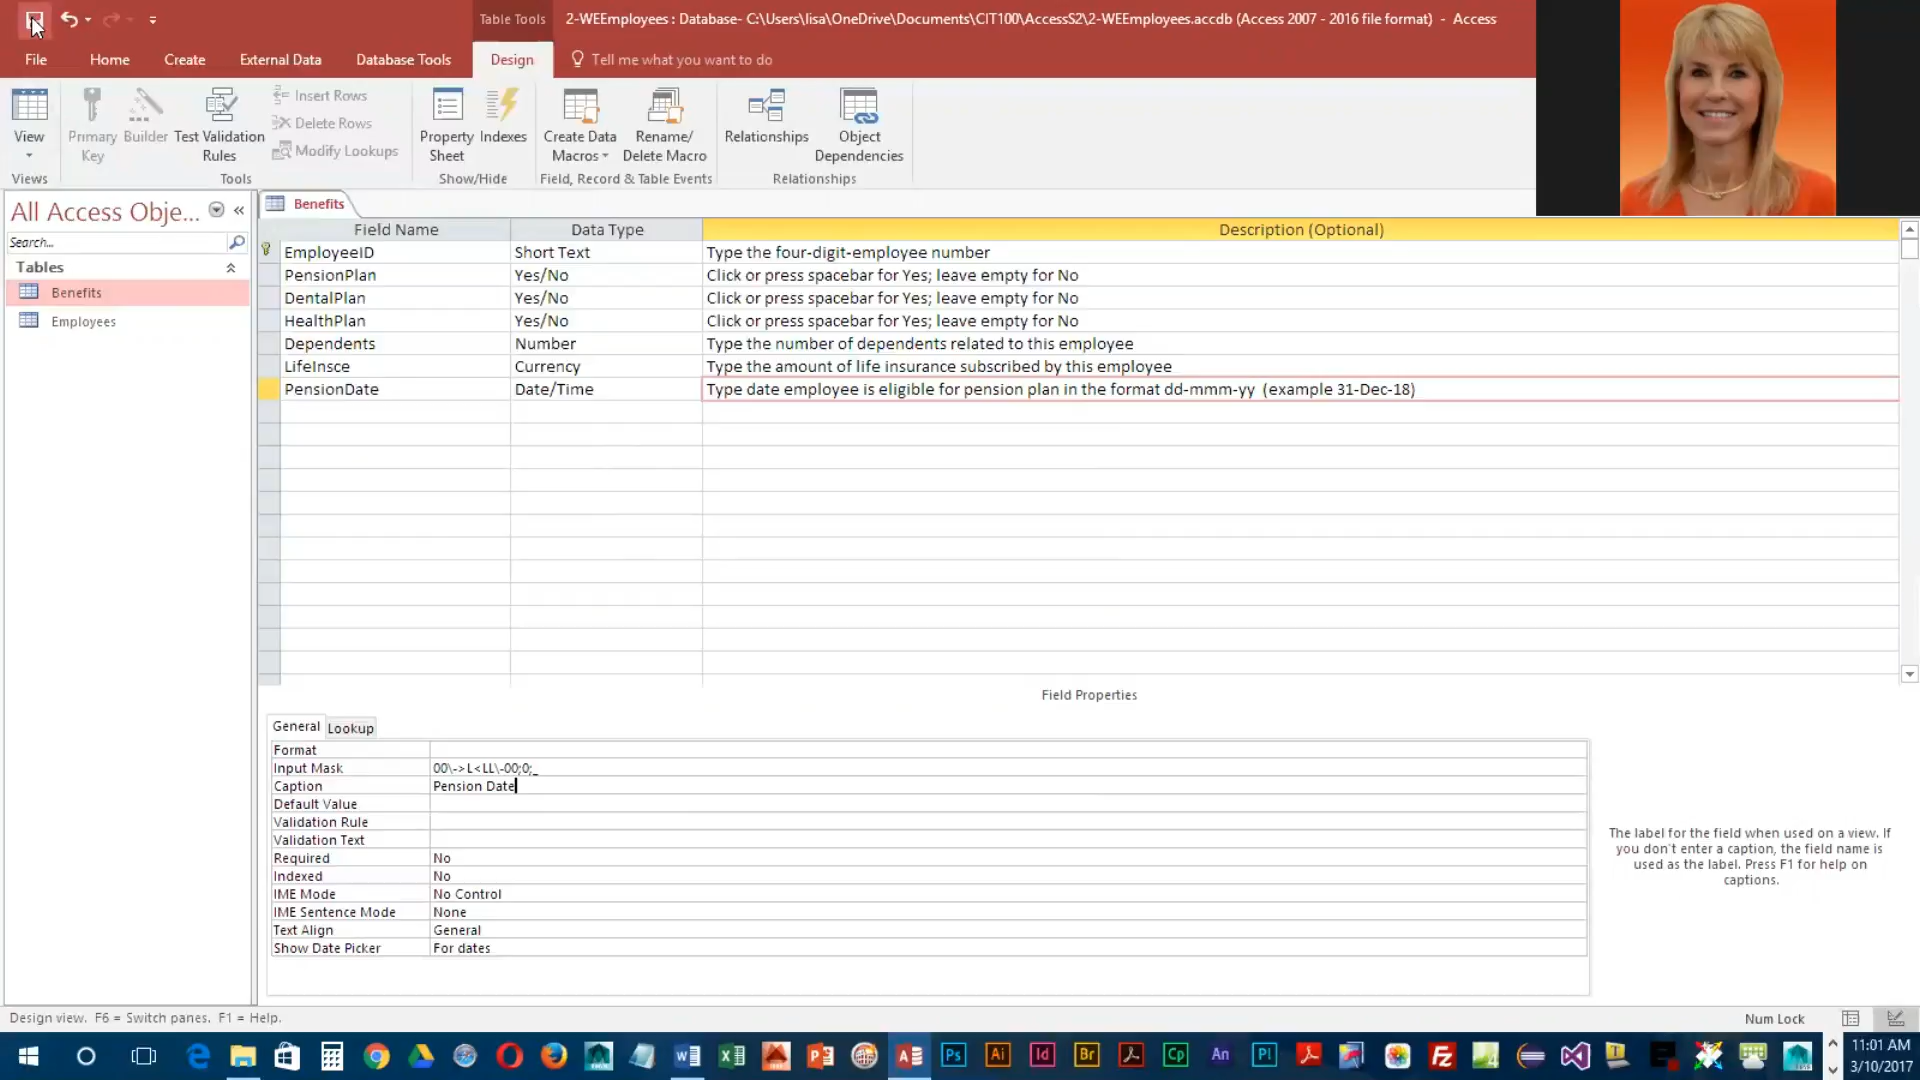 Table Tools
2-WEEmployees : Database- C:\Users\lisa\OneDrive\Documents\CIT100\AccessS2\2-WEEmployees.accdb (Access 2007 - 2016 file format) - Access
File
Home
Create
External Data
Database Tools
Design
Tell me what you want to do
View
Primary Key
Builder
Test Validation Rules
Insert Rows
Delete Rows
Modify Lookups
Property Sheet
Indexes
Create Data Macros
Rename/ Delete Macro
Relationships
Object Dependencies
Views
Tools
Show/Hide
Field, Record & Table Events
Relationships
All Access Obje...
Search...
Tables
Benefits
Employees
Benefits
Field Name Data Type Description (Optional)
EmployeeID Short Text Type the four-digit-employee number
PensionPlan Yes/No Click or press spacebar for Yes; leave empty for No
DentalPlan Yes/No Click or press spacebar for Yes; leave empty for No
HealthPlan Yes/No Click or press spacebar for Yes; leave empty for No
Dependents Number Type the number of dependents related to this employee
LifeInsce Currency Type the amount of life insurance subscribed by this employee
PensionDate Date/Time Type date employee is eligible for pension plan in the format dd-mmm-yy (example 31-Dec-18)
Field Properties
General Lookup
Format
Input Mask 00\->L<LL\-00;0;_
Caption Pension Date
Default Value
Validation Rule
Validation Text
Required No
Indexed No
IME Mode No Control
IME Sentence Mode None
Text Align General
Show Date Picker For dates
The label for the field when used on a view. If
you don't enter a caption, the field name is
used as the label. Press F1 for help on
captions.
Design view. F6 = Switch panes. F1 = Help.
Num Lock
Ps
Ai
Id
Br
Cp
An
Pl
Fz
11:01 AM
3/10/2017